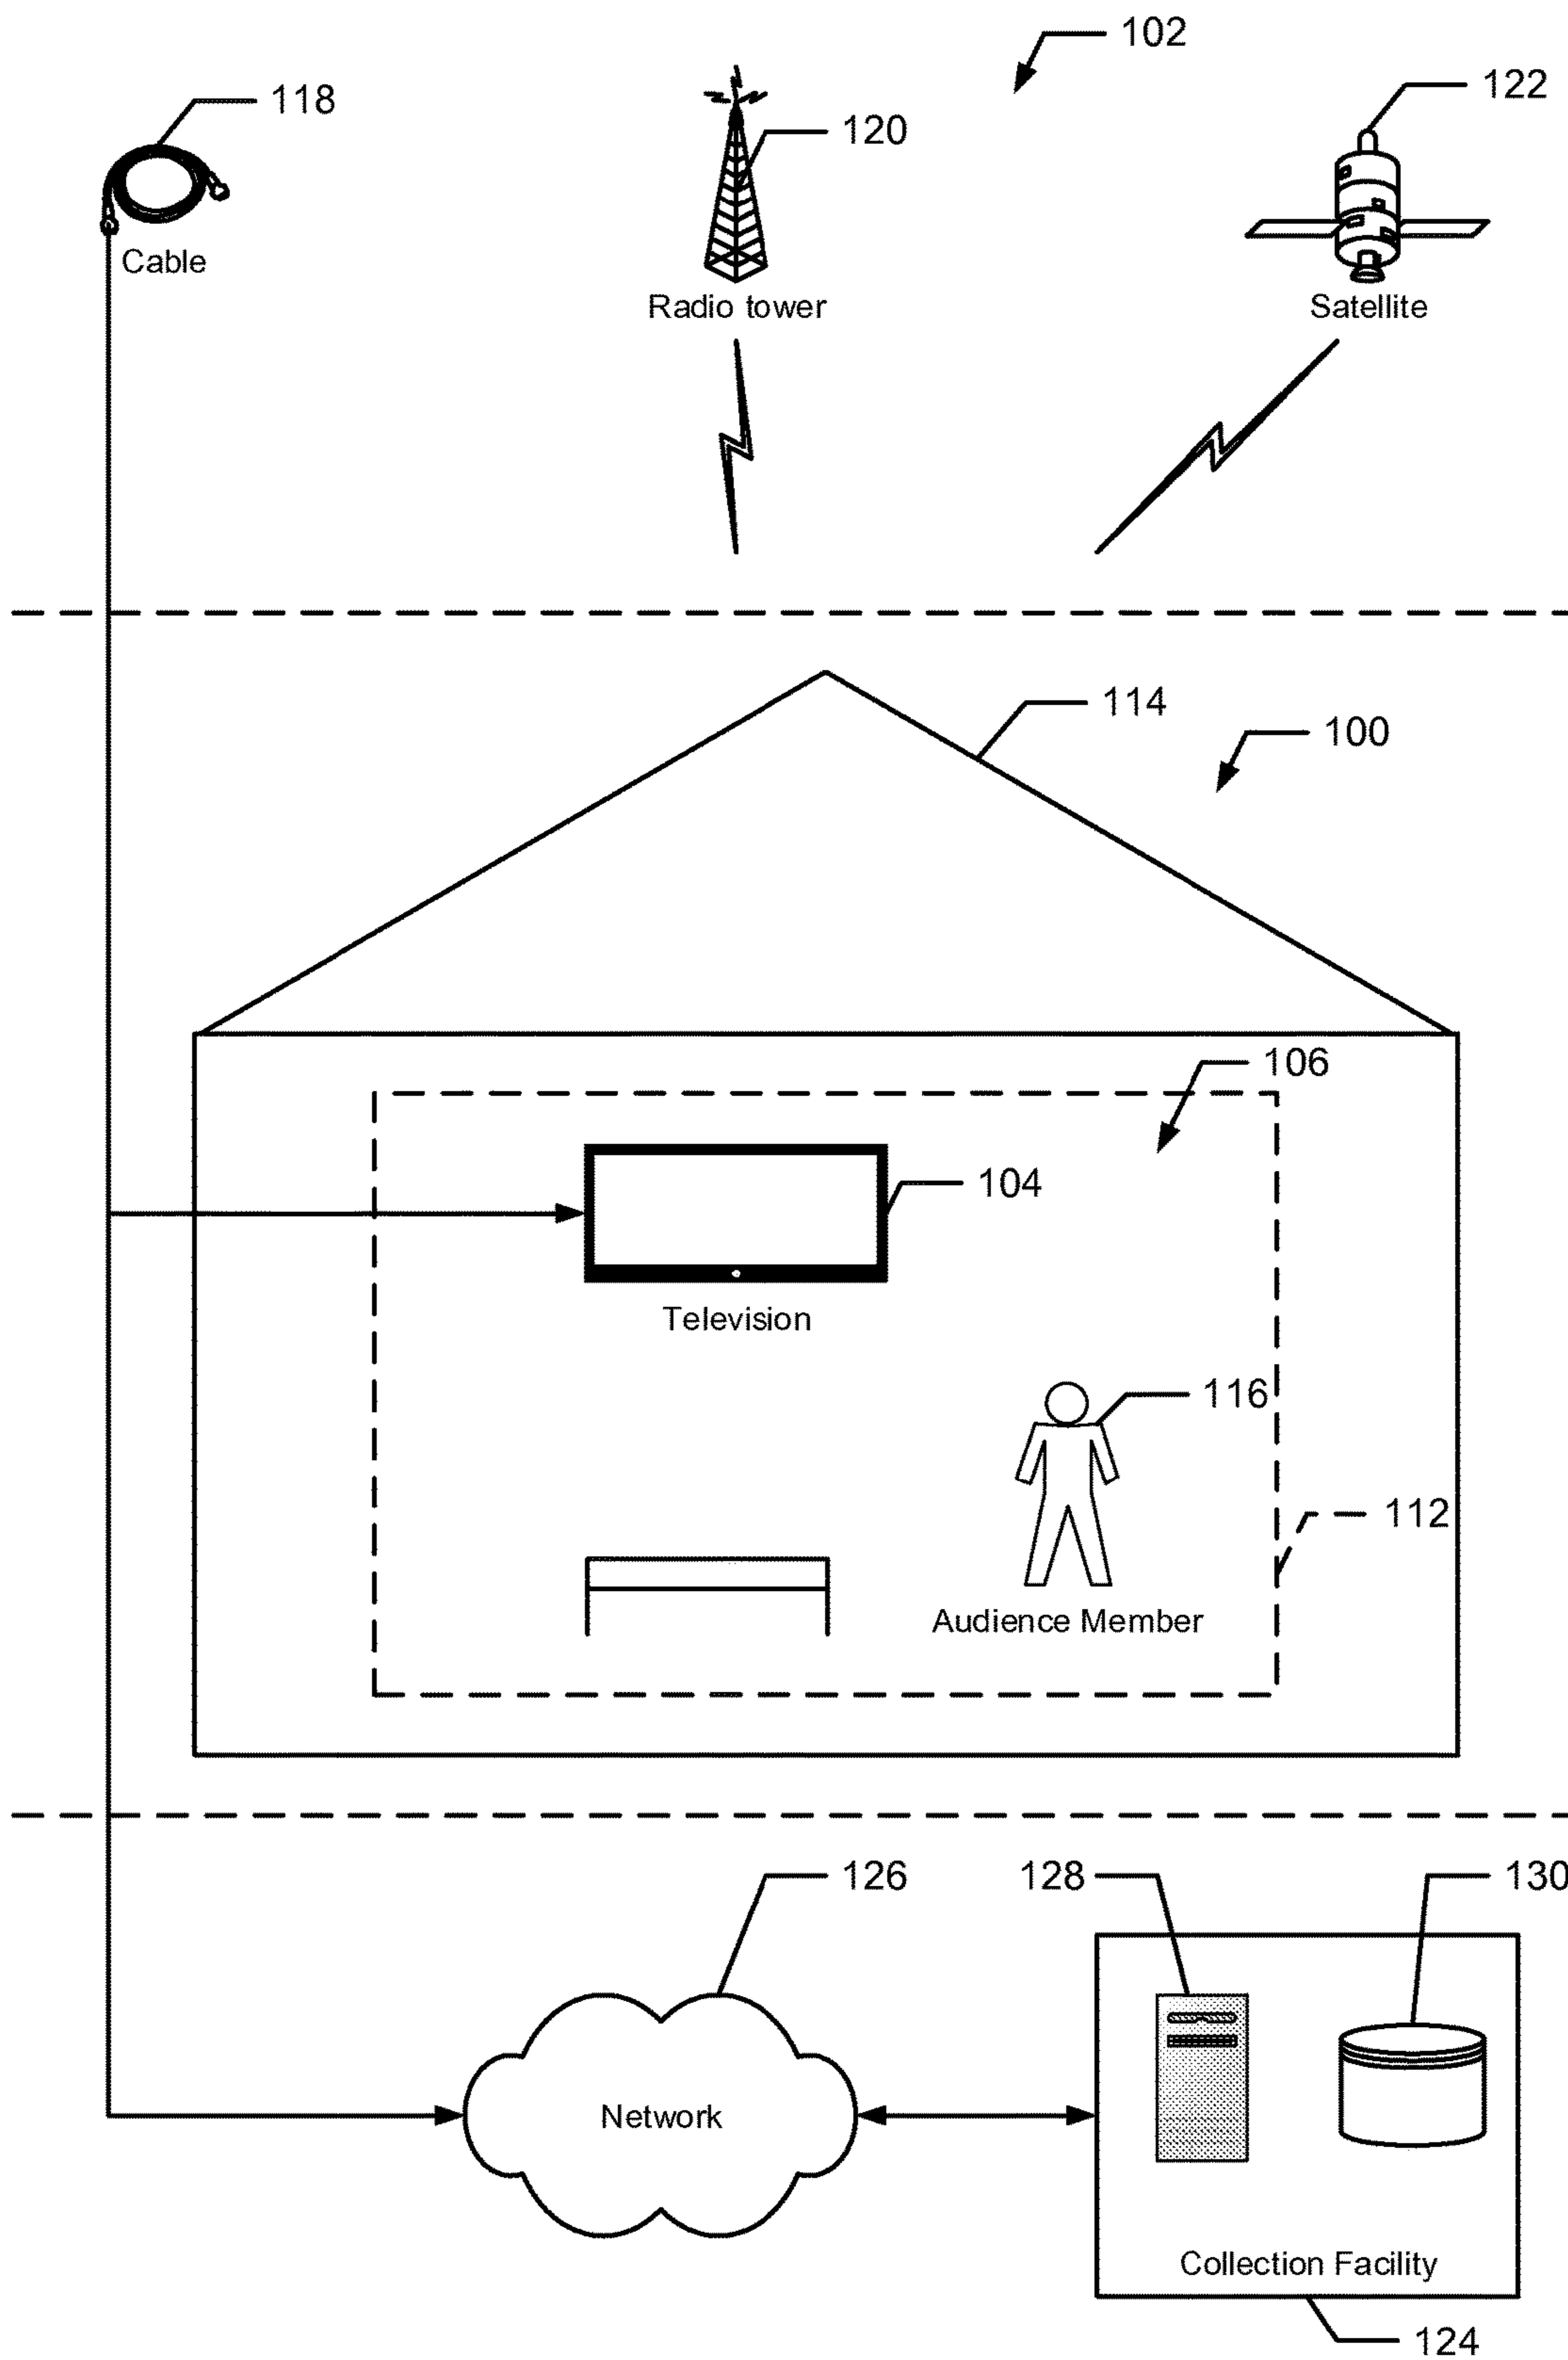 102
118
122
120
Cable
Radio tower
Satellite
114
100
106
104
Television
116
112
Audience Member
126
128
130
Network
Collection Facility
124